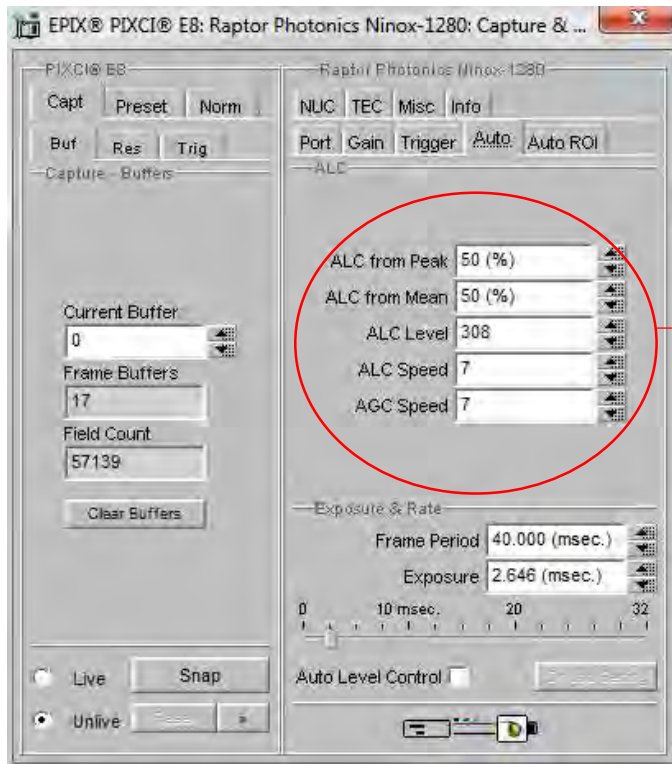 EPIX® PIXCI® E8: Raptor Photonics Ninox-1280: Capture & ...
PIXCI® E8
Capt Preset Norm
Buf Res Trig
Capture - Buffers
Current Buffer
0
Frame Buffers
17
Field Count
57139
Clear Buffers
Live Snap
Unlive
Raptor Photonics Ninox-1280
NUC TEC Misc Info
Port Gain Trigger Auto Auto ROI
ALC
ALC from Peak 50 (%)
ALC from Mean 50 (%)
ALC Level 308
ALC Speed 7
AGC Speed 7
Exposure & Rate
Frame Period 40.000 (msec.)
Exposure 2.646 (msec.)
0 10 msec. 20 32
Auto Level Control